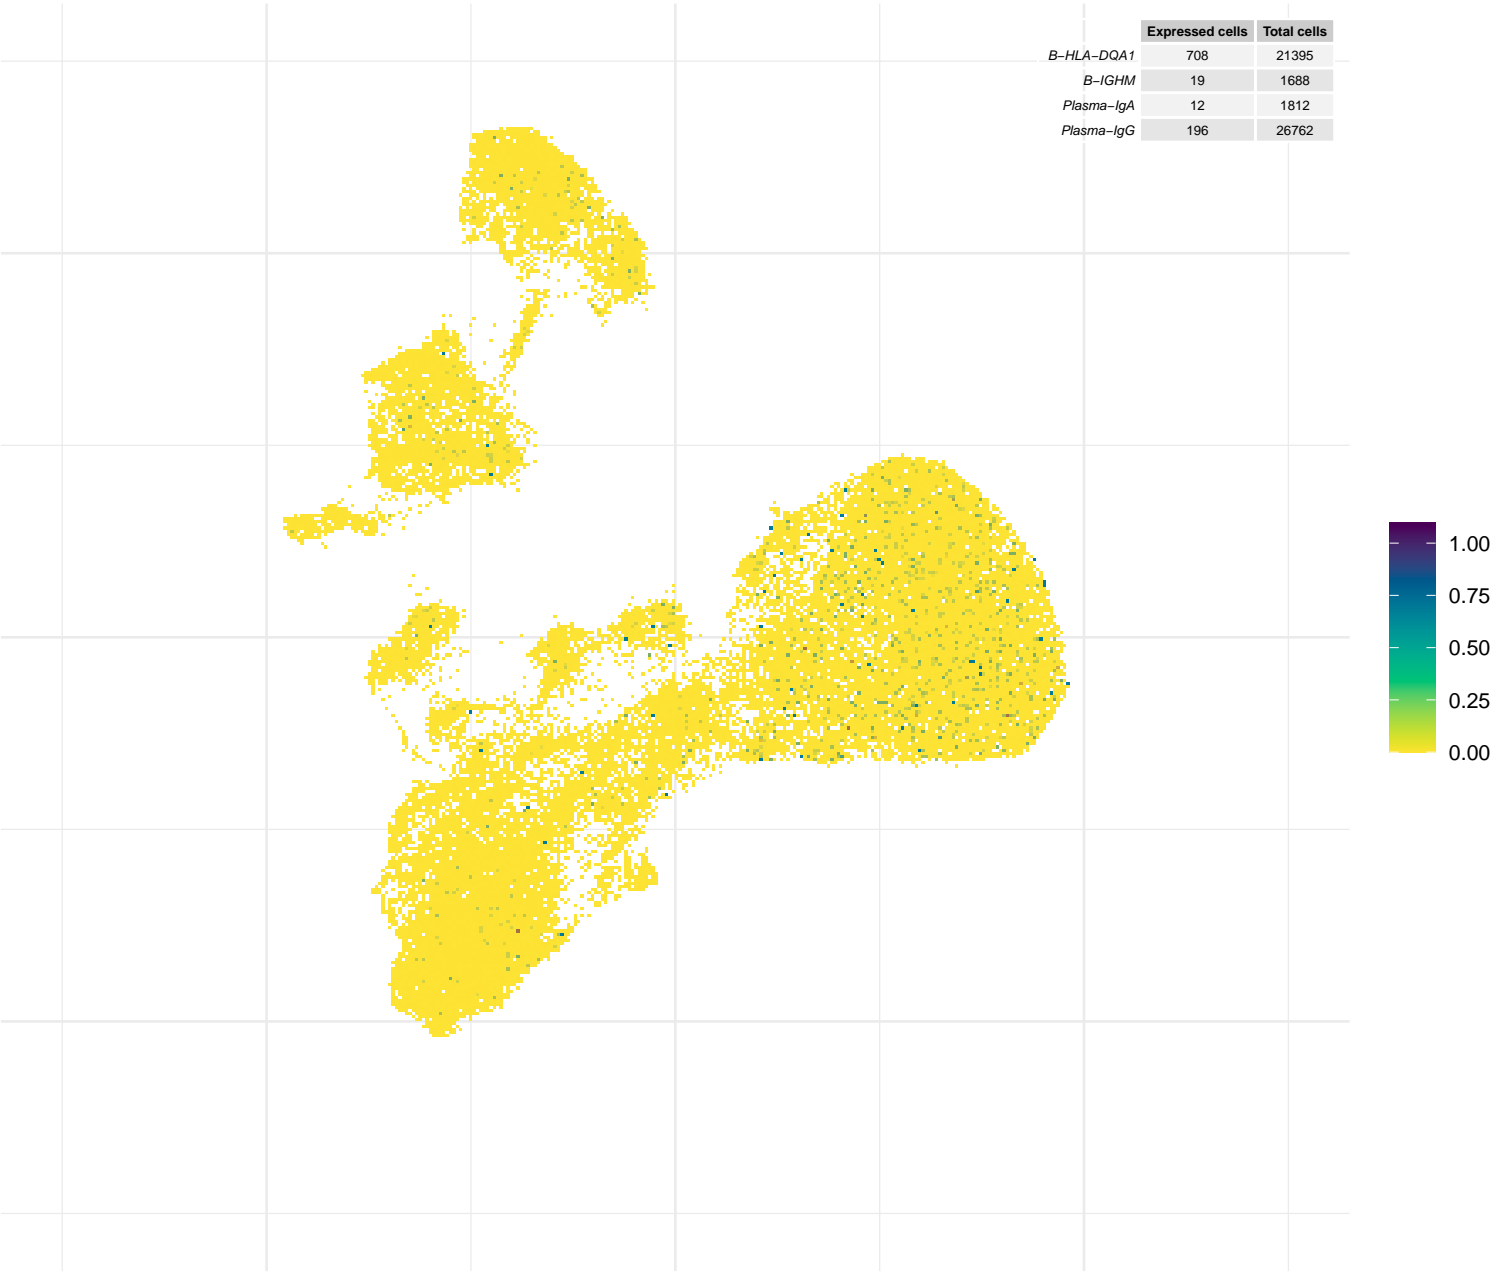 Expressed cells Total cells
B−HLA−DQA1 708 21395
B−IGHM 19 1688
Plasma−IgA 12 1812
Plasma−IgG 196 26762
1.00
0.75
0.50
0.25
0.00